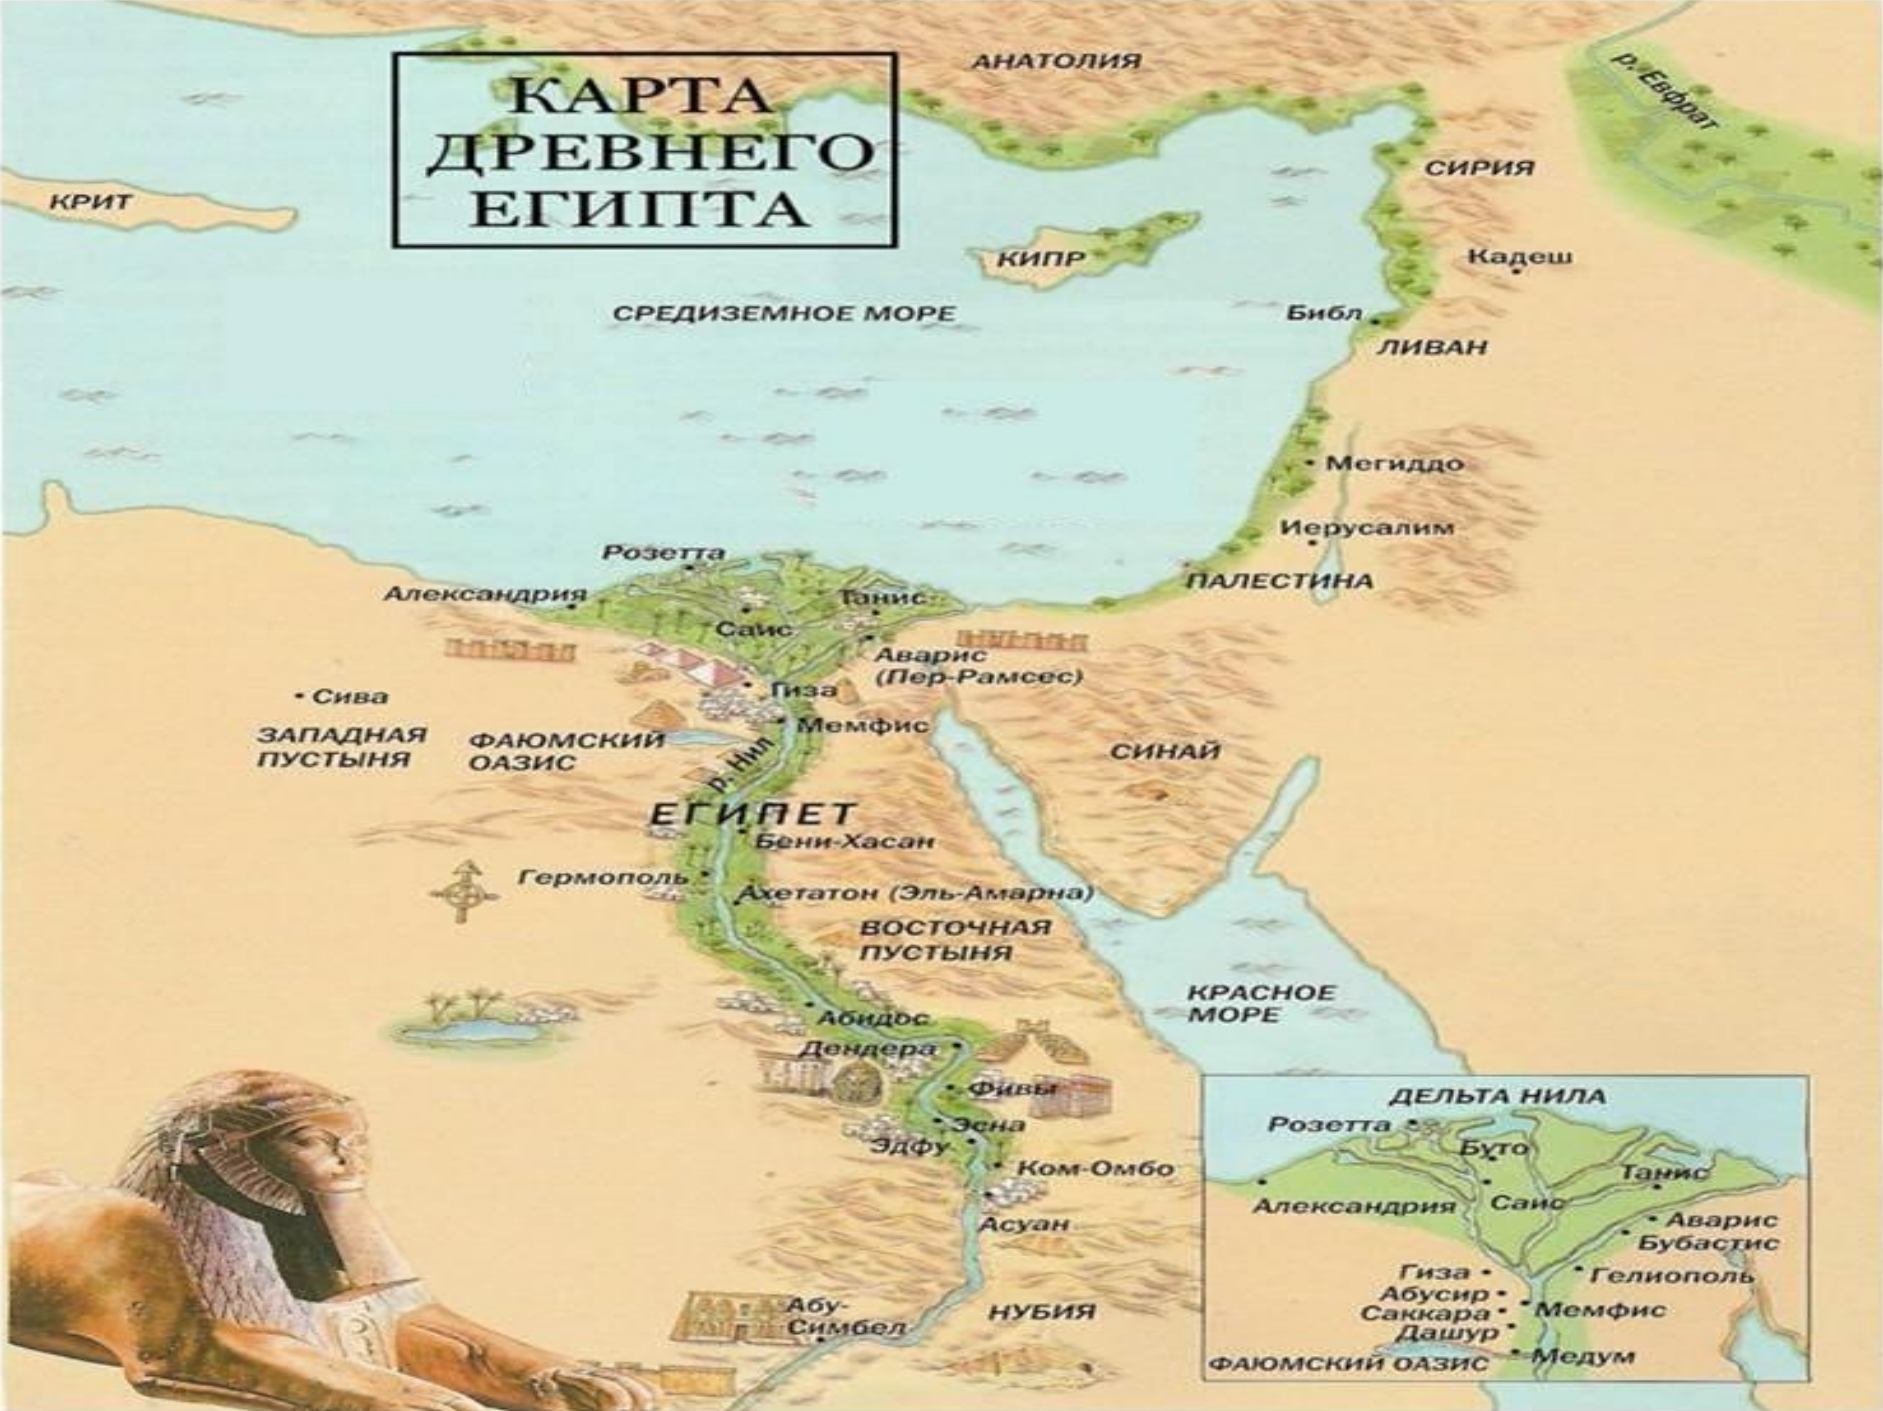 КАРТА
ДРЕВНЕГО
ЕГИПТА
АНАТОЛИЯ
р. Евфрат
СИРИЯ
КРИТ
КИПР
Кадеш
СРЕДИЗЕМНОЕ МОРЕ
Библ
ЛИВАН
Мегиддо
Иерусалим
ПАЛЕСТИНА
Розетта
Александрия
Танис
Саис
Аварис
(Пер-Рамсес)
Гиза
Сива
Мемфис
ЗАПАДНАЯ
ПУСТЫНЯ
ФАЮМСКИЙ
ОАЗИС
р. Нил
СИНАЙ
ЕГИПЕТ
Бени-Хасан
Гермополь
Ахетатон (Эль-Амарна)
ВОСТОЧНАЯ
ПУСТЫНЯ
КРАСНОЕ
МОРЕ
Абидос
Дендера
Фивы
Эсна
Эдфу
Ком-Омбо
Асуан
Абу-
Симбел
НУБИЯ
ДЕЛЬТА НИЛА
Розетта
Буто
Танис
Александрия
Саис
Аварис
Бубастис
Гиза
Гелиополь
Абусир
Саккара
Мемфис
Дашур
ФАЮМСКИЙ ОАЗИС
Медум